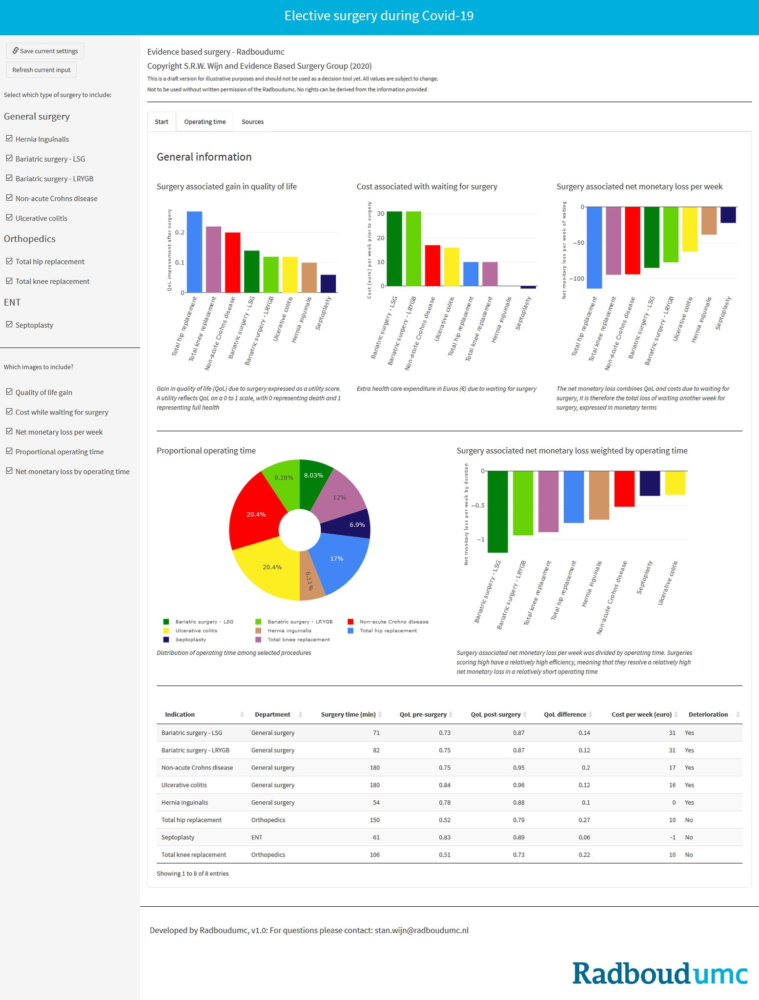 Elective surgery during Covid-19
Save current settings
Refresh current input
Select which type of surgery to include:
General surgery
Hernia Inguinalis
Bariatric surgery - LSG
Bariatric surgery - LRYGB
Non-acute Crohns disease
Ulcerative colitis
Orthopedics
Total hip replacement
Total knee replacement
ENT
Septoplasty
Which images to include?
Quality of life gain
Cost while waiting for surgery
Net monetary loss per week
Proportional operating time
Net monetary loss by operating time
Evidence based surgery - Radboudumc
Copyright S.R.W. Wijn and Evidence Based Surgery Group (2020)
This is a draft version for illustrative purposes and should not be used as a decision tool yet. All values are subject to change.
Not to be used without written permission of the Radboudumc. No rights can be derived from the information provided
Start Operating time Sources
General information
Surgery associated gain in quality of life
QoL improvement after surgery
0.2
0.1
0
Total hip replacement
Total knee replacement
Non-acute Crohns disease
Bariatric surgery - LSG
Bariatric surgery - LRYGB
Ulcerative colitis
Hernia inguinalis
Septoplasty
Gain in quality of life (QoL) due to surgery expressed as a utility score.
A utility reflects QoL on a 0 to 1 scale, with 0 representing death and 1
representing full health
Cost associated with waiting for surgery
Cost (euro) per week prior to surgery
30
20
10
0
Bariatric surgery - LSG
Bariatric surgery - LRYGB
Non-acute Crohns disease
Ulcerative colitis
Total hip replacement
Total knee replacement
Hernia inguinalis
Septoplasty
Extra health care expenditure in Euros (€) due to waiting for surgery
Surgery associated net monetary loss per week
Net monitary loss per week of waiting
0
−50
−100
Total hip replacement
Total knee replacement
Non-acute Crohns disease
Bariatric surgery - LSG
Bariatric surgery - LRYGB
Ulcerative colitis
Hernia inguinalis
Septoplasty
The net monetary loss combines QoL and costs due to waiting for
surgery, it is therefore the total loss of waiting another week for
surgery, expressed in monetary terms
Proportional operating time
8.03%
12%
6.9%
17%
6.11%
20.4%
20.4%
9.28%
Bariatric surgery - LSG Bariatric surgery - LRYGB Non-acute Crohns disease
Ulcerative colitis Hernia inguinalis Total hip replacement
Septoplasty Total knee replacement
Distribution of operating time among selected procedures
Surgery associated net monetary loss weighted by operating time
Net monitary loss per week by duration
0
−0.5
−1
Bariatric surgery - LSG
Bariatric surgery - LRYGB
Total knee replacement
Total hip replacement
Hernia inguinalis
Non-acute Crohns disease
Septoplasty
Ulcerative colitis
Surgery associated net monetary loss per week was divided by operating time. Surgeries
scoring high have a relatively high efficiency, meaning that they resolve a relatively high
net monetary loss in a relatively short operating time
Indication Department Surgery time (min) QoL pre-surgery QoL post-surgery QoL difference Cost per week (euro) Deterioration
Bariatric surgery - LSG General surgery 71 0.73 0.87 0.14 31 Yes
Bariatric surgery - LRYGB General surgery 82 0.75 0.87 0.12 31 Yes
Non-acute Crohns disease General surgery 180 0.75 0.95 0.2 17 Yes
Ulcerative colitis General surgery 180 0.84 0.96 0.12 16 Yes
Hernia inguinalis General surgery 54 0.78 0.88 0.1 0 Yes
Total hip replacement Orthopedics 150 0.52 0.79 0.27 10 No
Septoplasty ENT 61 0.83 0.89 0.06 -1 No
Total knee replacement Orthopedics 106 0.51 0.73 0.22 10 No
Showing 1 to 8 of 8 entries
Developed by Radboudumc, v1.0: For questions please contact: stan.wijn@radboudumc.nl
Radboudumc